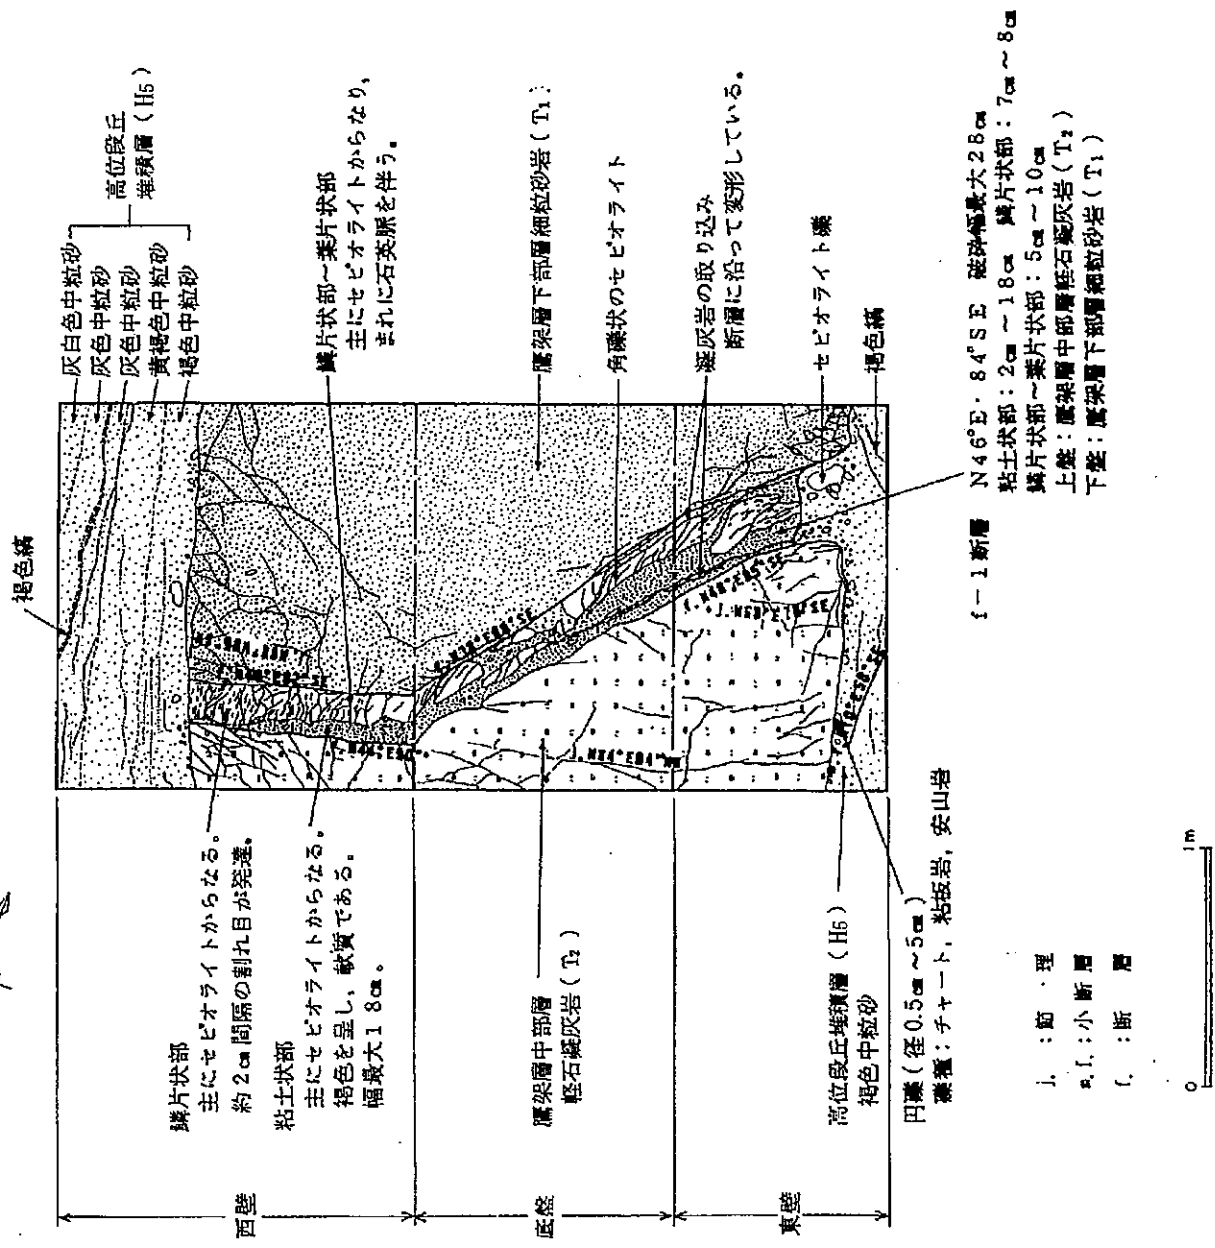 褐色縞
灰白色中粒砂
灰色中粒砂
灰色中粒砂
黄褐色中粒砂
褐色中粒砂
高位段丘
堆積層(H5)
鱗片状部~葉片状部
主にセピオライトからなり,
まれに石英脈を伴う。
鷹架層下部層細粒砂岩(T1)
角礫状のセピオライト
凝灰岩の取り込み
断層に沿って変形している。
セピオライト礫
褐色縞
f-1断層 N46°E・84°SE 破砕幅最大28cm
粘土状部:2cm~18cm 鱗片状部:7cm~8cm
鱗片状部~葉片状部:5cm~10cm
上盤:鷹架層中部層軽石凝灰岩(T2)
下盤:鷹架層下部層細粒砂岩(T1)
鱗片状部
主にセピオライトからなる。
約2cm間隔の割れ目が発達。
粘土状部
主にセピオライトからなる。
褐色を呈し,軟質である。
幅最大18cm。
鷹架層中部層
軽石凝灰岩(T2)
高位段丘堆積層(H5)
褐色中粒砂
円礫(径0.5cm~5cm)
礫種:チャート,粘板岩,安山岩
西壁
底盤
東壁
j. :節・理
m.f. :小断層
f. :断 層
0 1m